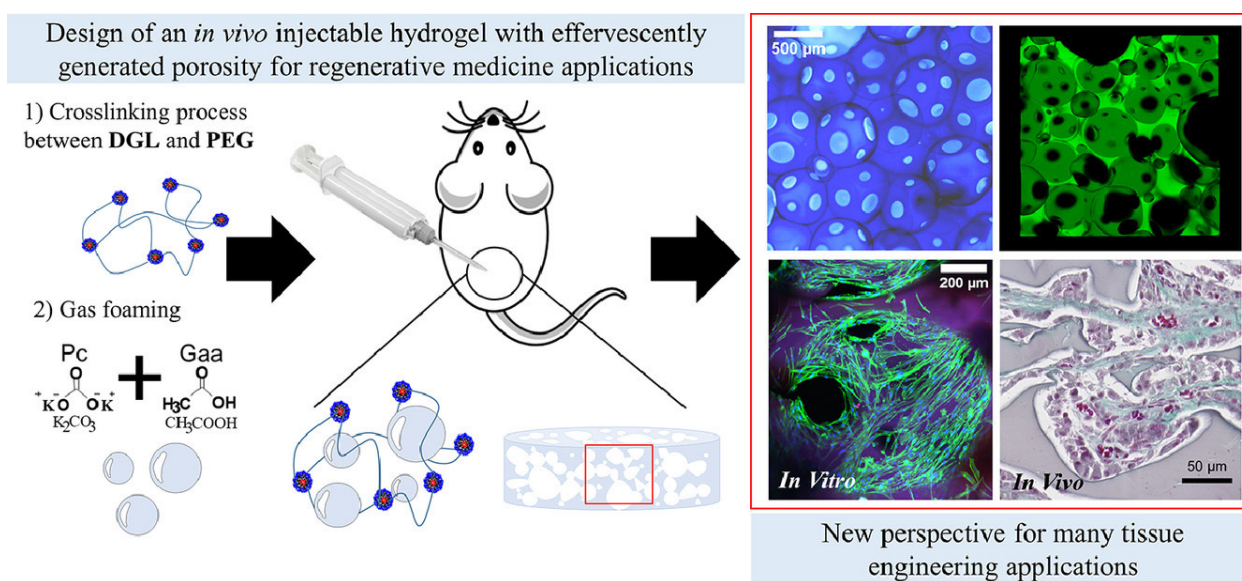 Design of an in vivo injectable hydrogel with effervescently
generated porosity for regenerative medicine applications
1) Crosslinking process
between DGL and PEG
2) Gas foaming
Pc + Gaa
O
+K-O O-K+
K2CO3
O
H3C OH
CH3COOH
500 µm
200 µm
In Vitro
In Vivo
50 µm
New perspective for many tissue
engineering applications